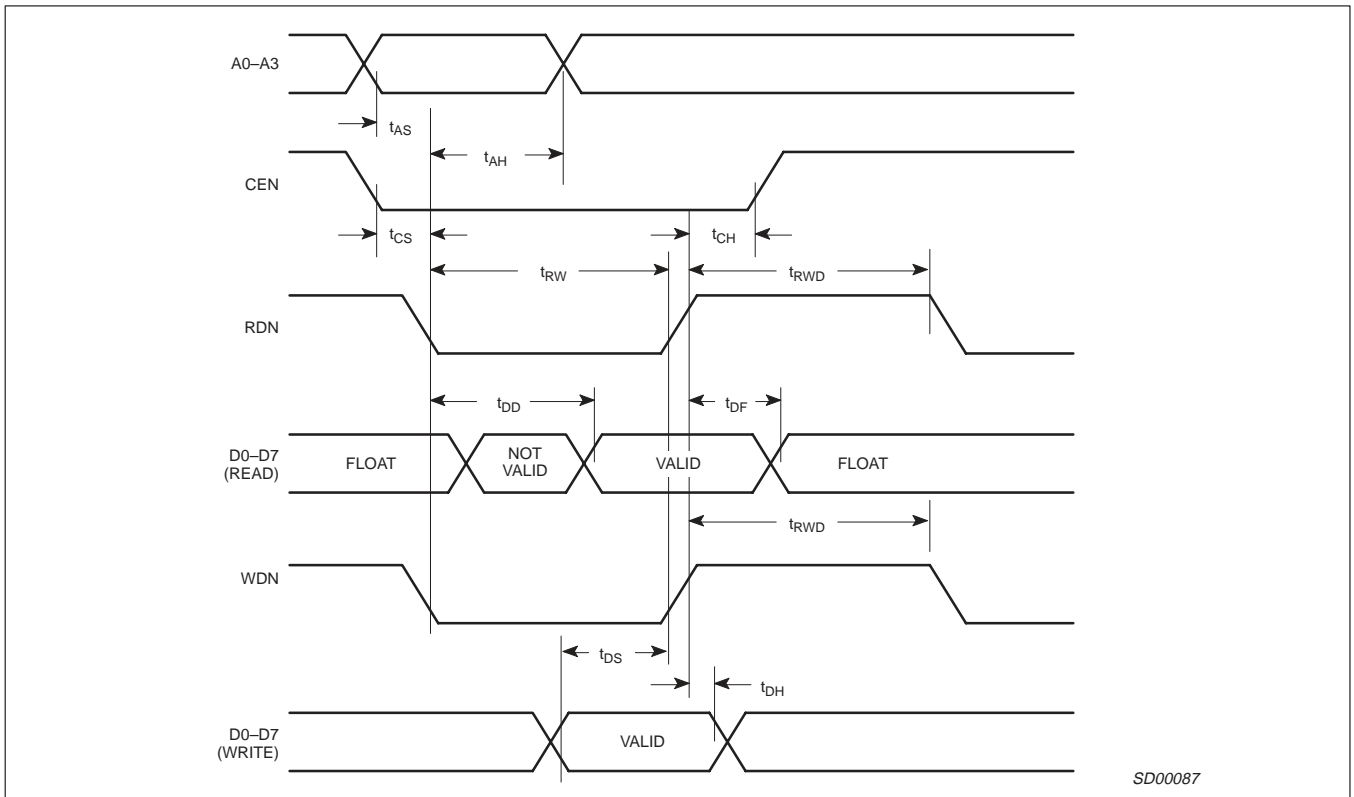 A0–A3
tAS
tAH
CEN
tCS
tCH
tRW
tRWD
RDN
tDD
tDF
D0–D7
(READ)
FLOAT
NOT
VALID
VALID
FLOAT
tRWD
WDN
tDS
tDH
D0–D7
(WRITE)
VALID
SD00087